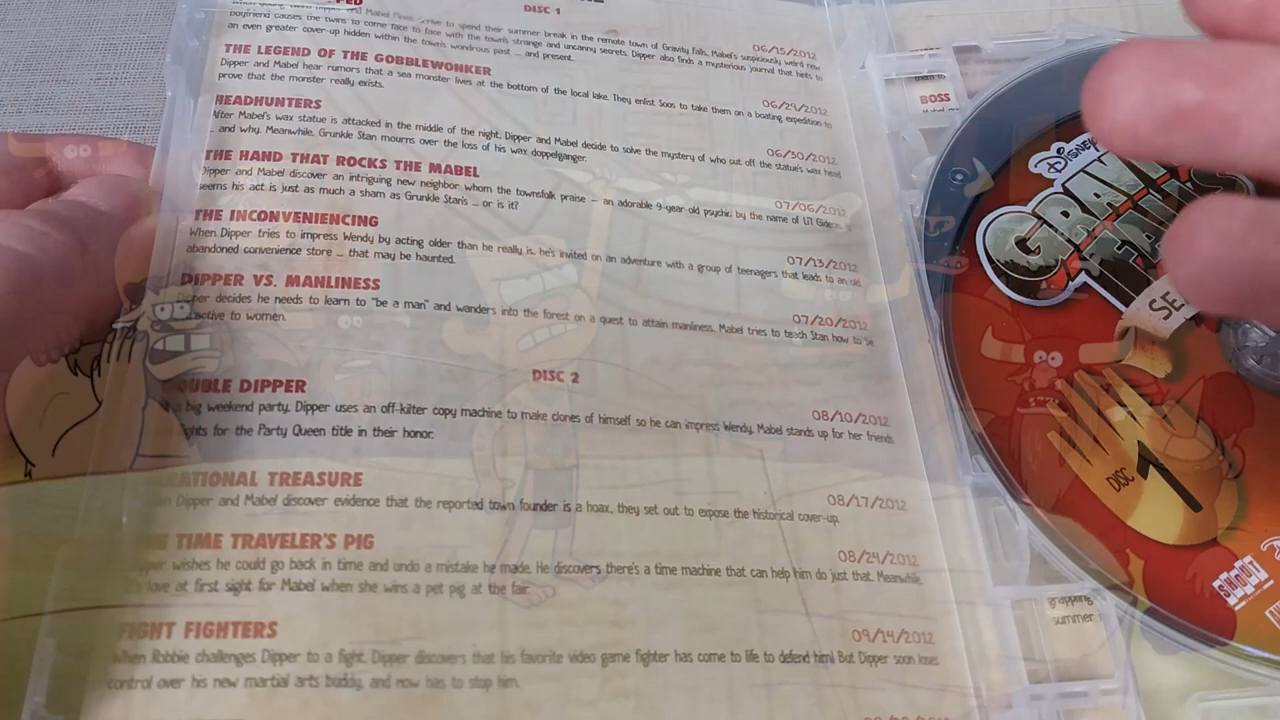 DISC 1
06/15/2012
Mabel Pines arrive to spend their summer break in the remote town of Gravity Falls. Mabel's suspiciously weird new
boyfriend causes the twins to come face to face with the town's strange and uncanny secrets. Dipper also finds a mysterious journal that hints to
an even greater cover-up hidden within the town's wondrous past ... and present.
THE LEGEND OF THE GOBBLEWONKER
06/29/2012
Dipper and Mabel hear rumors that a sea monster lives at the bottom of the local lake. They enlist Soos to take them on a boating expedition to
prove that the monster really exists.
HEADHUNTERS
06/30/2012
After Mabel's wax statue is attacked in the middle of the night, Dipper and Mabel decide to solve the mystery of who cut off the statue's wax head
... and why. Meanwhile, Grunkle Stan mourns over the loss of his wax doppelganger.
THE HAND THAT ROCKS THE MABEL
07/06/2012
Dipper and Mabel discover an intriguing new neighbor whom the townsfolk praise – an adorable 9-year-old psychic by the name of Li'l Gideon. It
seems his act is just as much a sham as Grunkle Stan's ... or is it?
THE INCONVENIENCING
07/13/2012
When Dipper tries to impress Wendy by acting older than he really is, he's invited on an adventure with a group of teenagers that leads to an old,
abandoned convenience store ... that may be haunted.
DIPPER VS. MANLINESS
07/20/2012
Dipper decides he needs to learn to "be a man" and wanders into the forest on a quest to attain manliness. Mabel tries to teach Stan how to be
attractive to women.
DISC 2
DOUBLE DIPPER
08/10/2012
big weekend party, Dipper uses an off-kilter copy machine to make clones of himself so he can impress Wendy. Mabel stands up for her friends
fights for the Party Queen title in their honor.
IRRATIONAL TREASURE
08/17/2012
Dipper and Mabel discover evidence that the reported town founder is a hoax, they set out to expose the historical cover-up.
TIME TRAVELER'S PIG
08/24/2012
wishes he could go back in time and undo a mistake he made. He discovers there's a time machine that can help him do just that. Meanwhile,
love at first sight for Mabel when she wins a pet pig at the fair.
FIGHT FIGHTERS
09/14/2012
When Robbie challenges Dipper to a fight, Dipper discovers that his favorite video game fighter has come to life to defend him! But Dipper soon loses
control over his new martial arts buddy, and now has to stop him.
them to
BOSS
grappling
summer
DISNEY
GRAVI
FALLS
SE
DISC 1
SHOUT